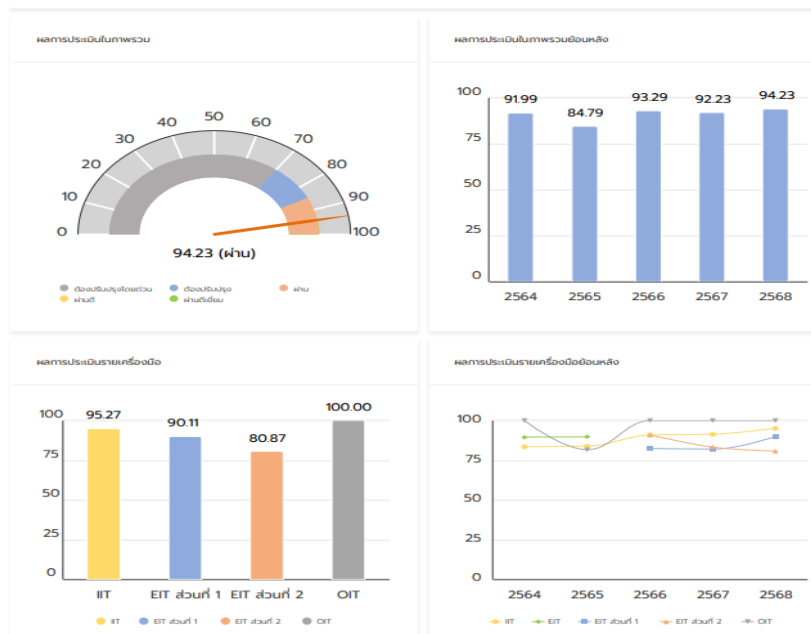 ผลการประเมินในภาพรวม
0 10 20 30 40 50 60 70 80 90 100
94.23 (ผ่าน)
ต้องปรับปรุงโดยด่วน ต้องปรับปรุง ผ่าน
ผ่านดี ผ่านดีเยี่ยม
ผลการประเมินในภาพรวมย้อนหลัง
100
75
50
25
0
91.99 84.79 93.29 92.23 94.23
2564 2565 2566 2567 2568
ผลการประเมินรายเครื่องมือ
100
75
50
25
0
95.27 90.11 80.87 100.00
IIT EIT ส่วนที่ 1 EIT ส่วนที่ 2 OIT
IIT EIT ส่วนที่ 1 EIT ส่วนที่ 2 OIT
ผลการประเมินรายเครื่องมือย้อนหลัง
100
75
50
25
0
2564 2565 2566 2567 2568
IIT EIT EIT ส่วนที่ 1 EIT ส่วนที่ 2 OIT